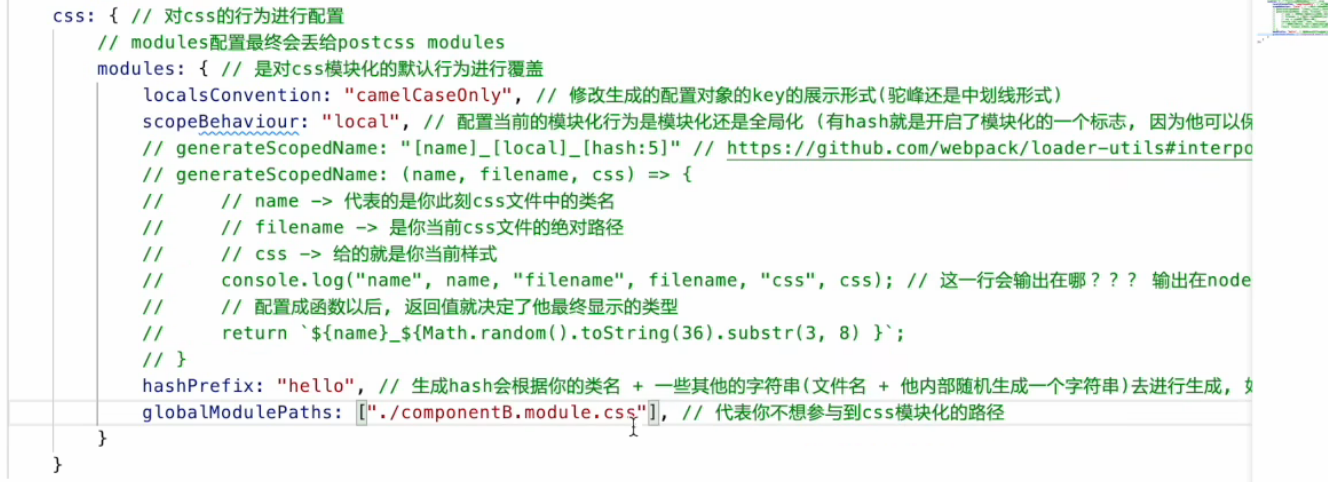 css: { // 对css的行为进行配置
// modules配置最终会丢给postcss modules
modules: { // 是对css模块化的默认行为进行覆盖
localsConvention: "camelCaseOnly", // 修改生成的配置对象的key的展示形式(驼峰还是中划线形式)
scopeBehaviour: "local", // 配置当前的模块化行为是模块化还是全局化 (有hash就是开启了模块化的一个标志, 因为他可以保
// generateScopedName: "[name]_[local]_[hash:5]" // https://github.com/webpack/loader-utils#interpo
// generateScopedName: (name, filename, css) => {
// // name -> 代表的是你此刻css文件中的类名
// // filename -> 是你当前css文件的绝对路径
// // css -> 给的就是你当前样式
// console.log("name", name, "filename", filename, "css", css); // 这一行会输出在哪？？？ 输出在node
// // 配置成函数以后, 返回值就决定了他最终显示的类型
// return `${name}_${Math.random().toString(36).substr(3, 8) }`;
// }
hashPrefix: "hello", // 生成hash会根据你的类名 + 一些其他的字符串(文件名 + 他内部随机生成一个字符串)去进行生成, 如
globalModulePaths: ["./componentB.module.css"], // 代表你不想参与到css模块化的路径
}
}